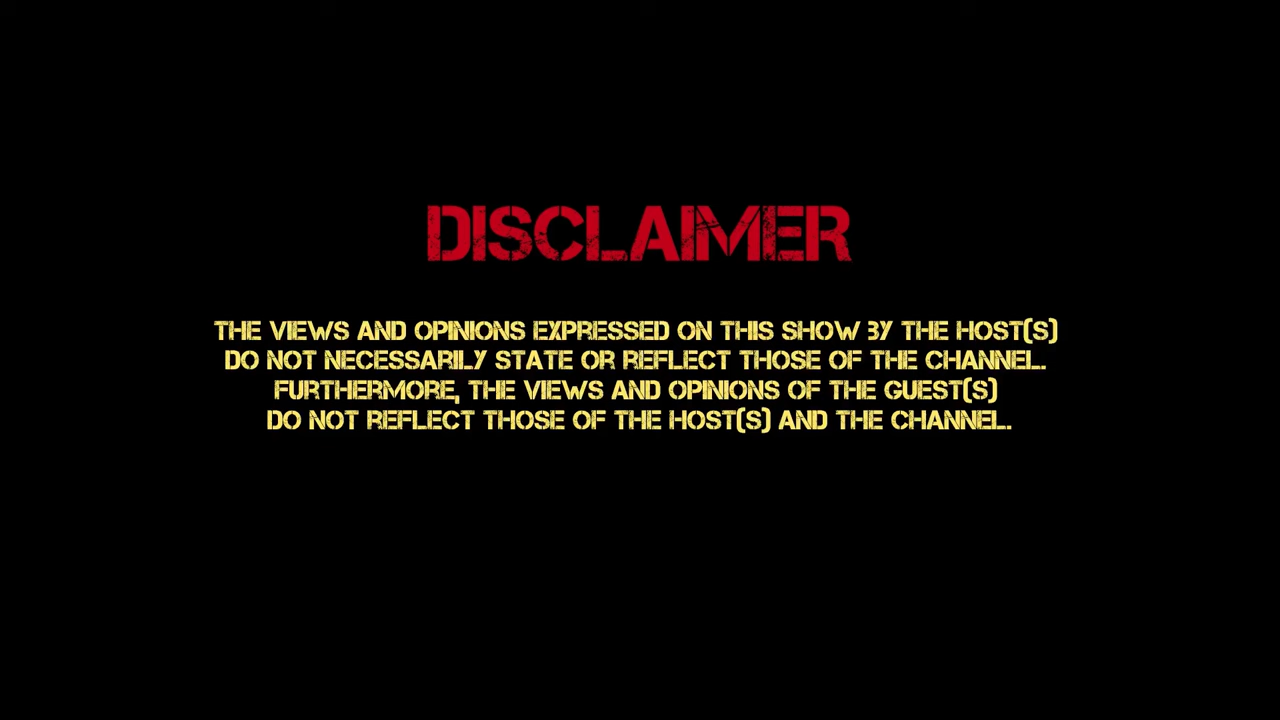 DISCLAIMER
THE VIEWS AND OPINIONS EXPRESSED ON THIS SHOW BY THE HOST(S)
DO NOT NECESSARILY STATE OR REFLECT THOSE OF THE CHANNEL.
FURTHERMORE, THE VIEWS AND OPINIONS OF THE GUEST(S)
DO NOT REFLECT THOSE OF THE HOST(S) AND THE CHANNEL.